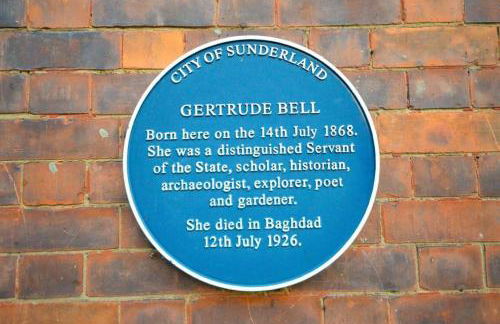 CITY OF SUNDERLAND
GERTRUDE BELL
Born here on the 14th July 1868.
She was a distinguished Servant
of the State, scholar, historian,
archaeologist, explorer, poet
and gardener.
She died in Baghdad
12th July 1926.